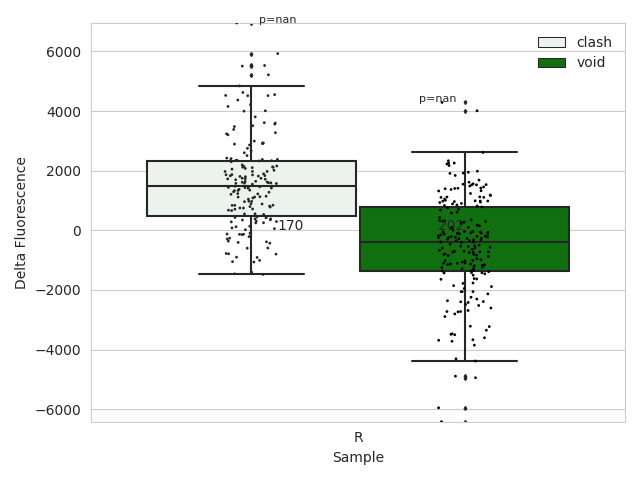 p=nan
6000
clash
void
4000
p=nan
2000
0
170
-2000
-4000
-6000
R
Sample
Delta Fluorescence